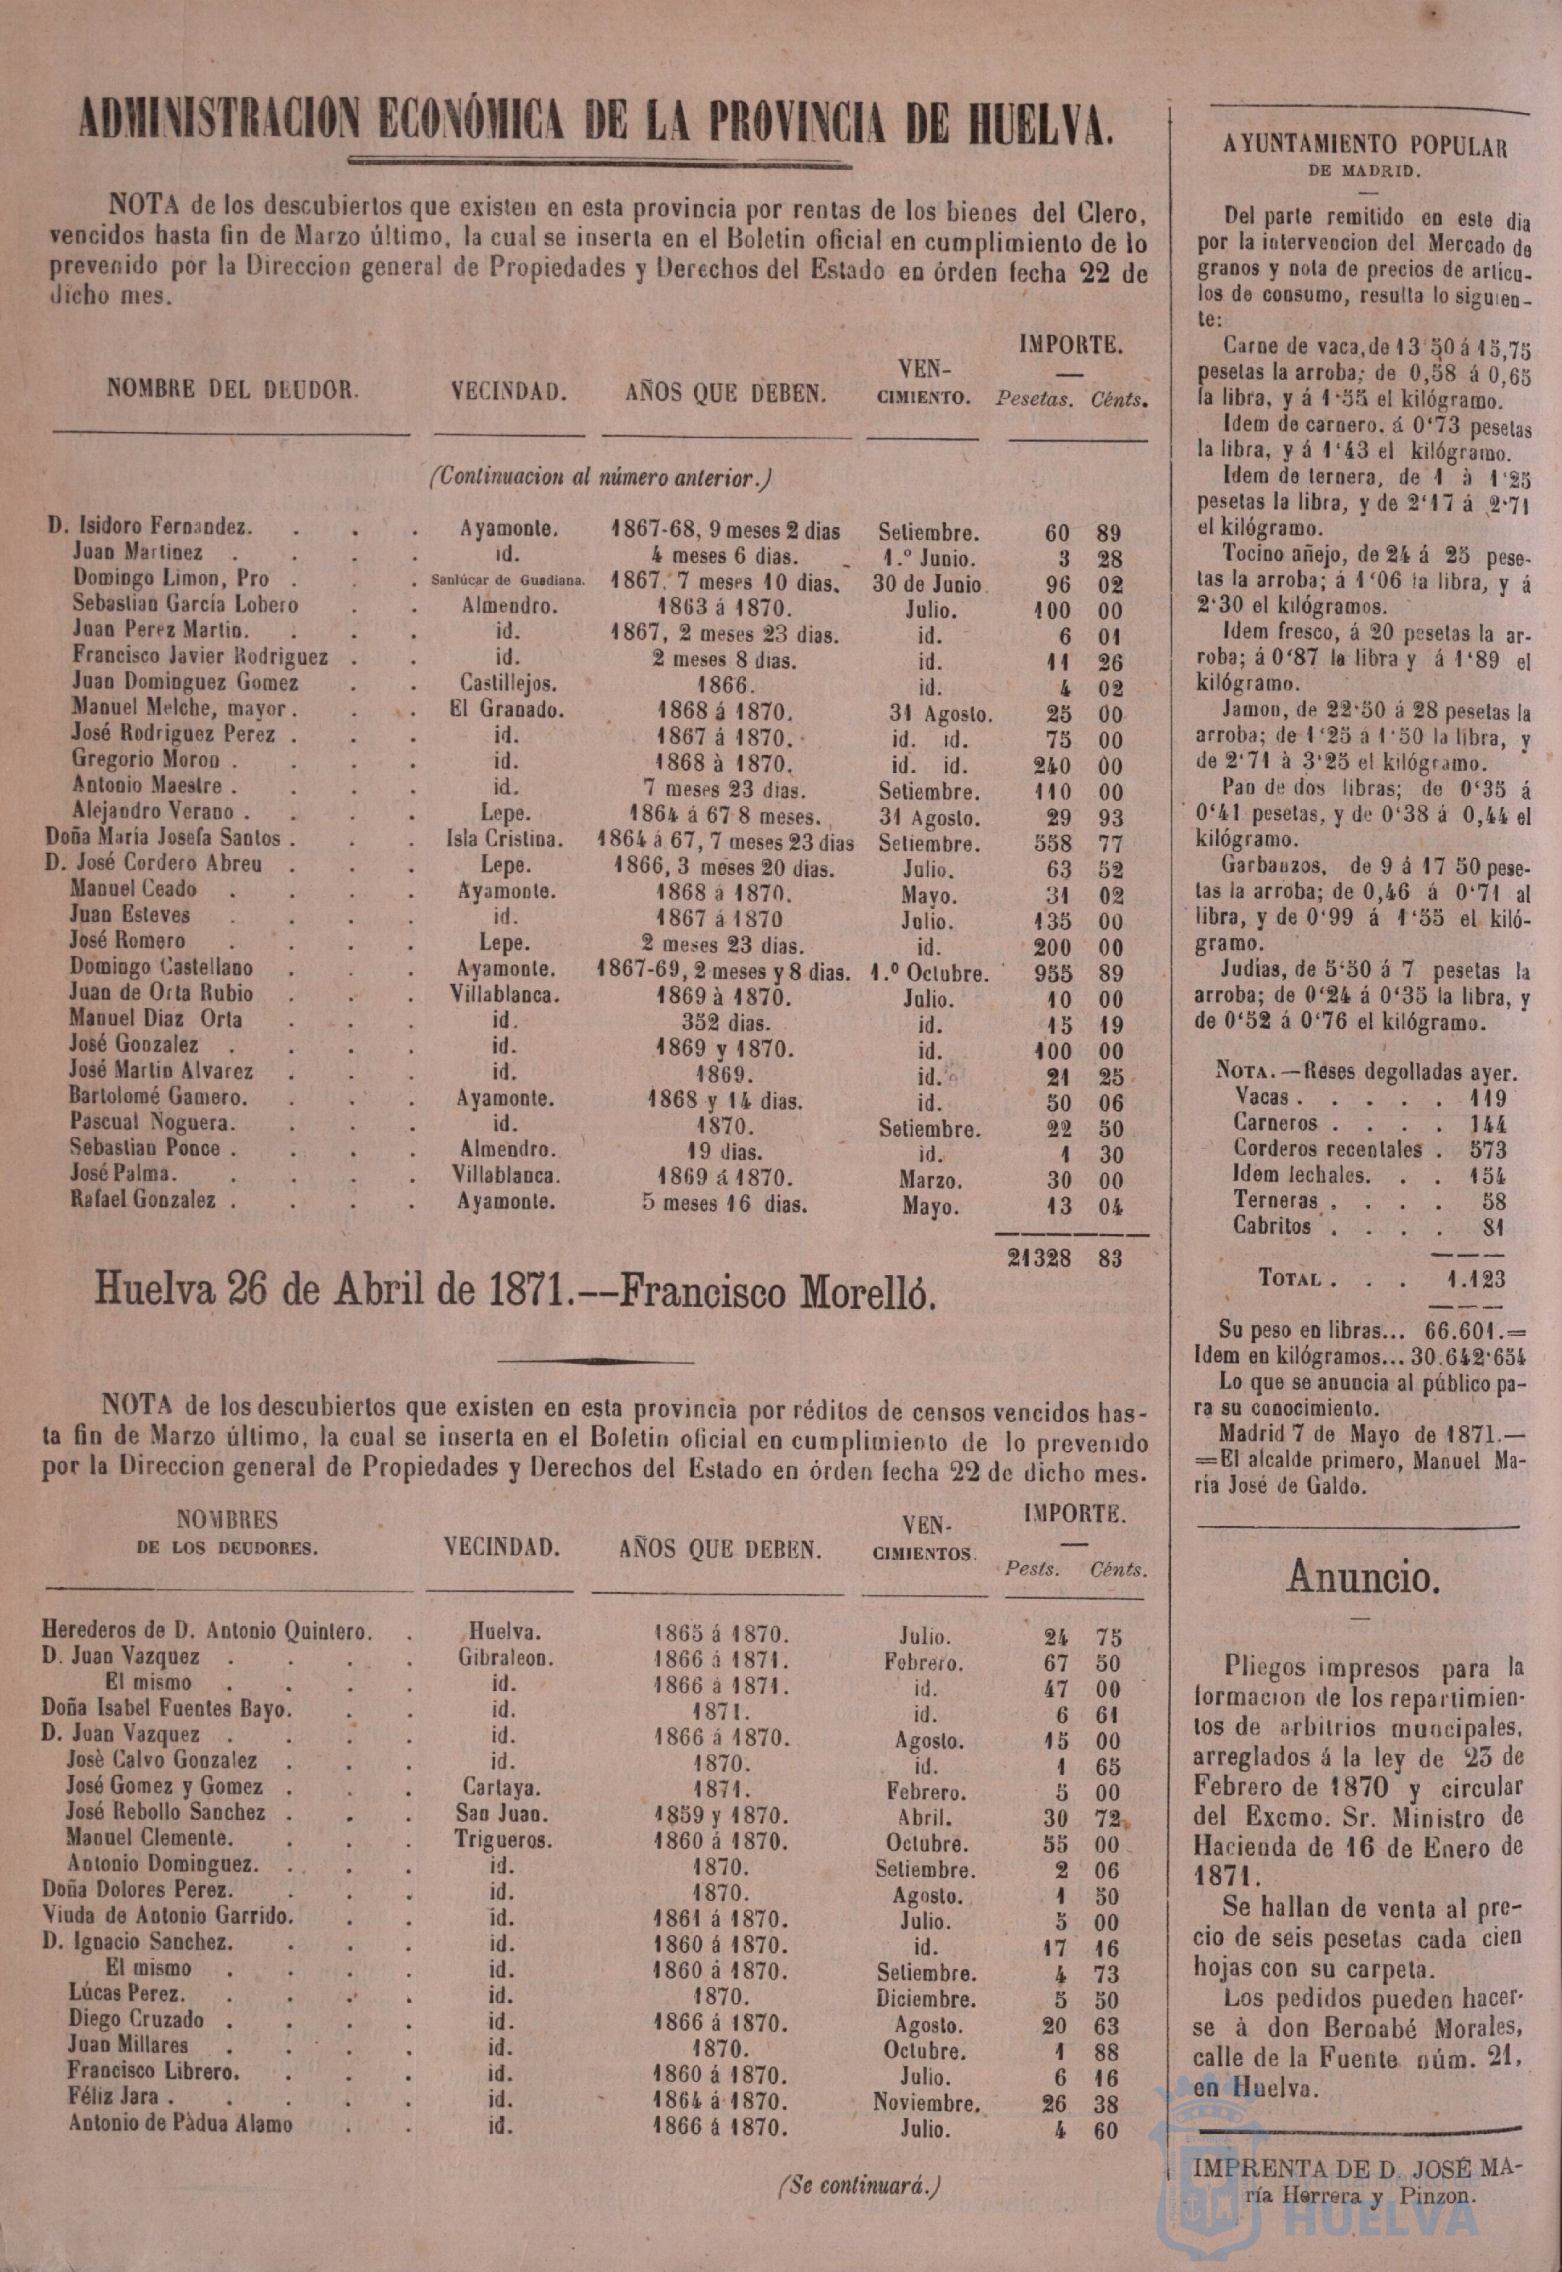 ADMINISTRACION ECONÓMICA DE LA PROVINCIA DE HUELVA.
NOTA de los descubiertos que existen en esta provincia por rentas de los bienes del Clero,
vencidos hasta fin de Marzo último, la cual se inserta en el Boletin oficial en cumplimiento de lo
prevenido por la Direccion general de Propiedades y Derechos del Estado en órden fecha 22 de
dicho mes.
NOMBRE DEL DEUDOR. VECINDAD. AÑOS QUE DEBEN. VEN-CIMIENTO. IMPORTE. Pesetas. Cénts.
(Continuacion al número anterior.)
D. Isidoro Fernandez. Ayamonte. 1867-68, 9 meses 2 dias Setiembre. 60 89
Juan Martinez id. 4 meses 6 dias. 1.º Junio. 3 28
Domingo Limon, Pro Sanlúcar de Guadiana. 1867, 7 meses 10 dias. 30 de Junio. 96 02
Sebastian García Lobero Almendro. 1863 á 1870. Julio. 100 00
Juan Perez Martin. id. 1867, 2 meses 23 dias. id. 6 01
Francisco Javier Rodriguez id. 2 meses 8 dias. id. 11 26
Juan Dominguez Gomez Castillejos. 1866. id. 4 02
Manuel Melche, mayor. El Granado. 1868 á 1870. 31 Agosto. 25 00
José Rodriguez Perez id. 1867 á 1870. id. id. 75 00
Gregorio Moron id. 1868 à 1870. id. id. 240 00
Antonio Maestre id. 7 meses 23 dias. Setiembre. 110 00
Alejandro Verano Lepe. 1864 á 67 8 meses. 31 Agosto. 29 93
Doña María Josefa Santos Isla Cristina. 1864 á 67, 7 meses 23 dias Setiembre. 558 77
D. José Cordero Abreu Lepe. 1866, 3 meses 20 dias. Julio. 63 52
Manuel Ceado Ayamonte. 1868 á 1870. Mayo. 31 02
Juan Esteves id. 1867 á 1870 Julio. 135 00
José Romero Lepe. 2 meses 23 dias. id. 200 00
Domingo Castellano Ayamonte. 1867-69, 2 meses y 8 dias. 1.º Octubre. 955 89
Juan de Orta Rubio Villablanca. 1869 à 1870. Julio. 10 00
Manuel Diaz Orta id. 352 dias. id. 15 19
José Gonzalez id. 1869 y 1870. id. 100 00
José Martin Alvarez id. 1869. id. 21 25
Bartolomé Gamero. Ayamonte. 1868 y 14 dias. id. 50 06
Pascual Noguera. id. 1870. Setiembre. 22 50
Sebastian Ponce Almendro. 19 dias. id. 1 30
José Palma. Villablanca. 1869 á 1870. Marzo. 30 00
Rafael Gonzalez Ayamonte. 5 meses 16 dias. Mayo. 13 04
21328 83
Huelva 26 de Abril de 1871.--Francisco Morelló.
NOTA de los descubiertos que existen en esta provincia por réditos de censos vencidos has-
ta fin de Marzo último, la cual se inserta en el Boletin oficial en cumplimiento de lo prevenido
por la Direccion general de Propiedades y Derechos del Estado en órden fecha 22 de dicho mes.
NOMBRES DE LOS DEUDORES. VECINDAD. AÑOS QUE DEBEN. VEN-CIMIENTOS. IMPORTE. Pests. Cénts.
Herederos de D. Antonio Quintero. Huelva. 1865 á 1870. Julio. 24 75
D. Juan Vazquez Gibraleon. 1866 á 1871. Febrero. 67 50
El mismo id. 1866 à 1871. id. 47 00
Doña Isabel Fuentes Bayo. id. 1871. id. 6 61
D. Juan Vazquez id. 1866 á 1870. Agosto. 15 00
Josè Calvo Gonzalez id. 1870. id. 1 65
José Gomez y Gomez Cartaya. 1871. Febrero. 5 00
José Rebollo Sanchez San Juan. 1859 y 1870. Abril. 30 72
Manuel Clemente. Trigueros. 1860 á 1870. Octubre. 55 00
Antonio Dominguez. id. 1870. Setiembre. 2 06
Doña Dolores Perez. id. 1870. Agosto. 1 50
Viuda de Antonio Garrido. id. 1861 á 1870. Julio. 5 00
D. Ignacio Sanchez. id. 1860 á 1870. id. 17 16
El mismo id. 1860 á 1870. Setiembre. 4 73
Lúcas Perez. id. 1870. Diciembre. 5 50
Diego Cruzado id. 1866 á 1870. Agosto. 20 63
Juan Millares id. 1870. Octubre. 1 88
Francisco Librero. id. 1860 á 1870. Julio. 6 16
Féliz Jara id. 1864 á 1870. Noviembre. 26 38
Antonio de Pàdua Alamo id. 1866 á 1870. Julio. 4 60
(Se continuará.)
AYUNTAMIENTO POPULAR
DE MADRID.
Del parte remitido en este dia
por la intervencion del Mercado de
granos y nota de precios de artícu-
los de consumo, resulta lo siguien-
te:
Carne de vaca, de 13'50 á 15,75
pesetas la arroba; de 0,58 á 0,65
la libra, y á 1'55 el kilógramo.
Idem de carnero, á 0'73 pesetas
la libra, y á 1'43 el kilógramo.
Idem de ternera, de 1 à 1'25
pesetas la libra, y de 2'17 á 2'71
el kilógramo.
Tocino añejo, de 24 á 25 pese-
tas la arroba; á 1'06 la libra, y á
2'30 el kilógramos.
Idem fresco, á 20 pesetas la ar-
roba; á 0'87 la libra y á 1'89 el
kilógramo.
Jamon, de 22'50 á 28 pesetas la
arroba; de 1'25 á 1'50 la libra, y
de 2'71 à 3'25 el kilógramo.
Pan de dos libras; de 0'35 á
0'41 pesetas, y de 0'38 á 0,44 el
kilógramo.
Garbanzos, de 9 á 17 50 pese-
tas la arroba; de 0,46 á 0'71 al
libra, y de 0'99 á 1'55 el kiló-
gramo.
Judías, de 5'50 á 7 pesetas la
arroba; de 0'24 á 0'35 la libra, y
de 0'52 á 0'76 el kilógramo.
NOTA.—Reses degolladas ayer.
Vacas . . . . . 119
Carneros . . . . 144
Corderos recentales . 573
Idem lechales. . . 154
Terneras . . . . 58
Cabritos . . . . 81
TOTAL . . . 1.123
Su peso en libras... 66.601.=
Idem en kilógramos... 30.642'654
Lo que se anuncia al público pa-
ra su conocimiento.
Madrid 7 de Mayo de 1871.—
=El alcalde primero, Manuel Ma-
ría José de Galdo.
Anuncio.
Pliegos impresos para la
formacion de los repartimien-
tos de arbitrios muncipales,
arreglados á la ley de 23 de
Febrero de 1870 y circular
del Excmo. Sr. Ministro de
Hacienda de 16 de Enero de
1871.
Se hallan de venta al pre-
cio de seis pesetas cada cien
hojas con su carpeta.
Los pedidos pueden hacer-
se à don Bernabé Morales,
calle de la Fuente núm. 21,
en Huelva.
IMPRENTA DE D. JOSÉ MA-
ría Herrera y Pinzon.
HUELVA